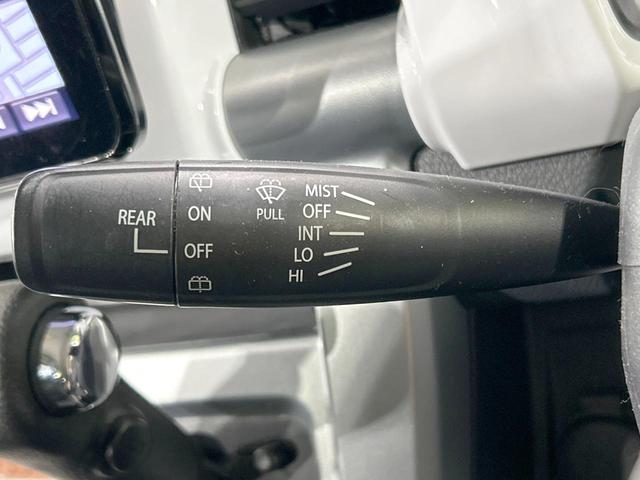 REAR
ON
OFF
PULL
MIST
OFF
INT
LO
HI